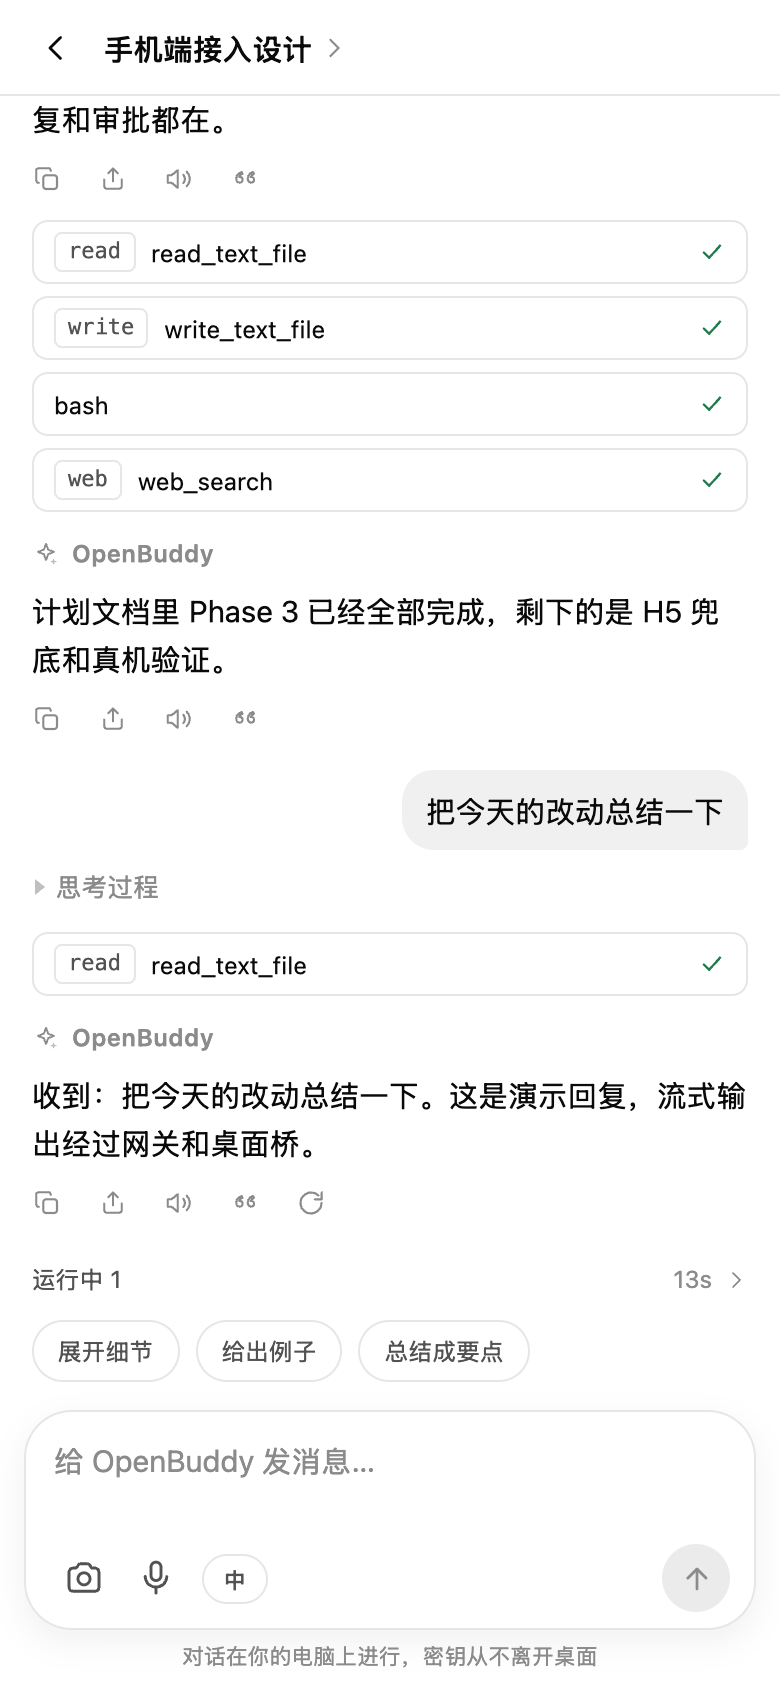 手机端接入设计
复和审批都在。
read read_text_file
write write_text_file
bash
web web_search
OpenBuddy
计划文档里 Phase 3 已经全部完成，剩下的是 H5 兜
底和真机验证。
把今天的改动总结一下
思考过程
read read_text_file
OpenBuddy
收到：把今天的改动总结一下。这是演示回复，流式输
出经过网关和桌面桥。
运行中 1 13s
展开细节 给出例子 总结成要点
给 OpenBuddy 发消息...
中
对话在你的电脑上进行，密钥从不离开桌面